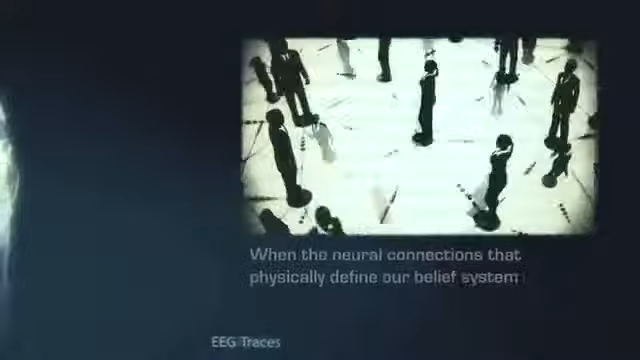 When the neural connections that
physically define our belief system
EEG Traces